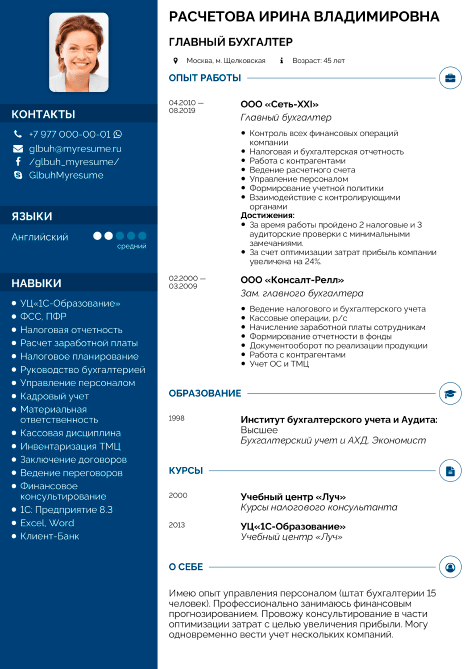 РАСЧЕТОВА ИРИНА ВЛАДИМИРОВНА
ГЛАВНЫЙ БУХГАЛТЕР
Москва, м. Щелковская Возраст: 45 лет
КОНТАКТЫ
+7 977 000-00-01
glbuh@myresume.ru
/glbuh_myresume/
GlbuhMyresume
ЯЗЫКИ
Английский
средний
НАВЫКИ
УЦ«1С-Образование»
ФСС, ПФР
Налоговая отчетность
Расчет заработной платы
Налоговое планирование
Руководство бухгалтерией
Управление персоналом
Кадровый учет
Материальная
ответственность
Кассовая дисциплина
Инвентаризация ТМЦ
Заключение договоров
Ведение переговоров
Финансовое
консультирование
1С: Предприятие 8.3
Excel, Word
Клиент-Банк
ОПЫТ РАБОТЫ
04.2010 —
08.2019
ООО «Сеть-XXI»
Главный бухгалтер
Контроль всех финансовых операций
компании
Налоговая и бухгалтерская отчетность
Работа с контрагентами
Ведение расчетного счета
Управление персоналом
Формирование учетной политики
Взаимодействие с контролирующими
органами
Достижения:
За время работы пройдено 2 налоговые и 3
аудиторские проверки с минимальными
замечаниями.
За счет оптимизации затрат прибыль компании
увеличена на 24%.
02.2000 —
03.2009
ООО «Консалт-Релл»
Зам. главного бухгалтера
Ведение налогового и бухгалтерского учета
Кассовые операции, р/с
Начисление заработной платы сотрудникам
Формирование отчетности в фонды
Документооборот по реализации продукции
Работа с контрагентами
Учет ОС и ТМЦ
ОБРАЗОВАНИЕ
1998
Институт бухгалтерского учета и Аудита:
Высшее
Бухгалтерский учет и АХД. Экономист
КУРСЫ
2000
Учебный центр «Луч»
Курсы налогового консультанта
2013
УЦ«1С-Образование»
Учебный центр «Луч»
О СЕБЕ
Имею опыт управления персоналом (штат бухгалтерии 15
человек). Профессионально занимаюсь финансовым
прогнозированием. Провожу консультирование в части
оптимизации затрат с целью увеличения прибыли. Могу
одновременно вести учет нескольких компаний.